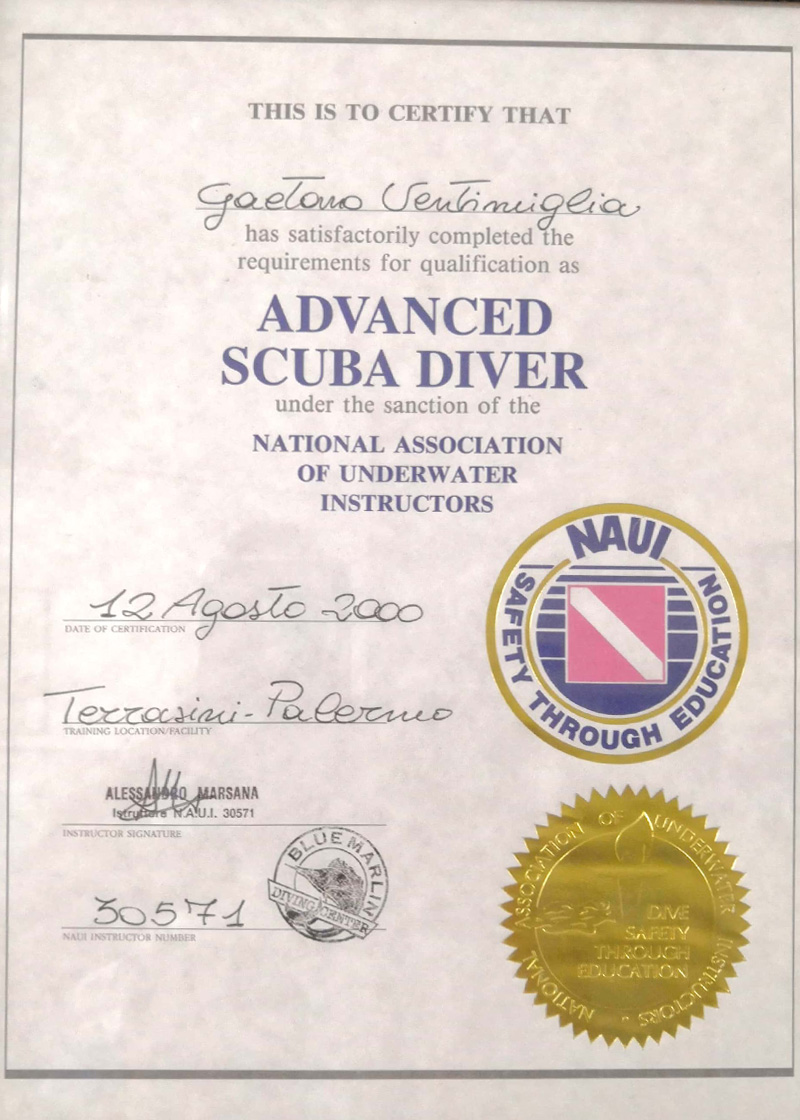 THIS IS TO CERTIFY THAT
Gaetano Ventimiglia
has satisfactorily completed the
requirements for qualification as
ADVANCED
SCUBA DIVER
under the sanction of the
NATIONAL ASSOCIATION
OF UNDERWATER
INSTRUCTORS
NAUI
SAFETY THROUGH EDUCATION
12 Agosto 2000
DATE OF CERTIFICATION
Terrasini-Palermo
TRAINING LOCATION/FACILITY
ALESSANDRO MARSANA
Istruttore N.A.U.I. 30571
INSTRUCTOR SIGNATURE
BLUE MARLIN
DIVING CENTER
30571
NAUI INSTRUCTOR NUMBER
NATIONAL ASSOCIATION OF UNDERWATER INSTRUCTORS
DIVE
SAFETY
THROUGH
EDUCATION